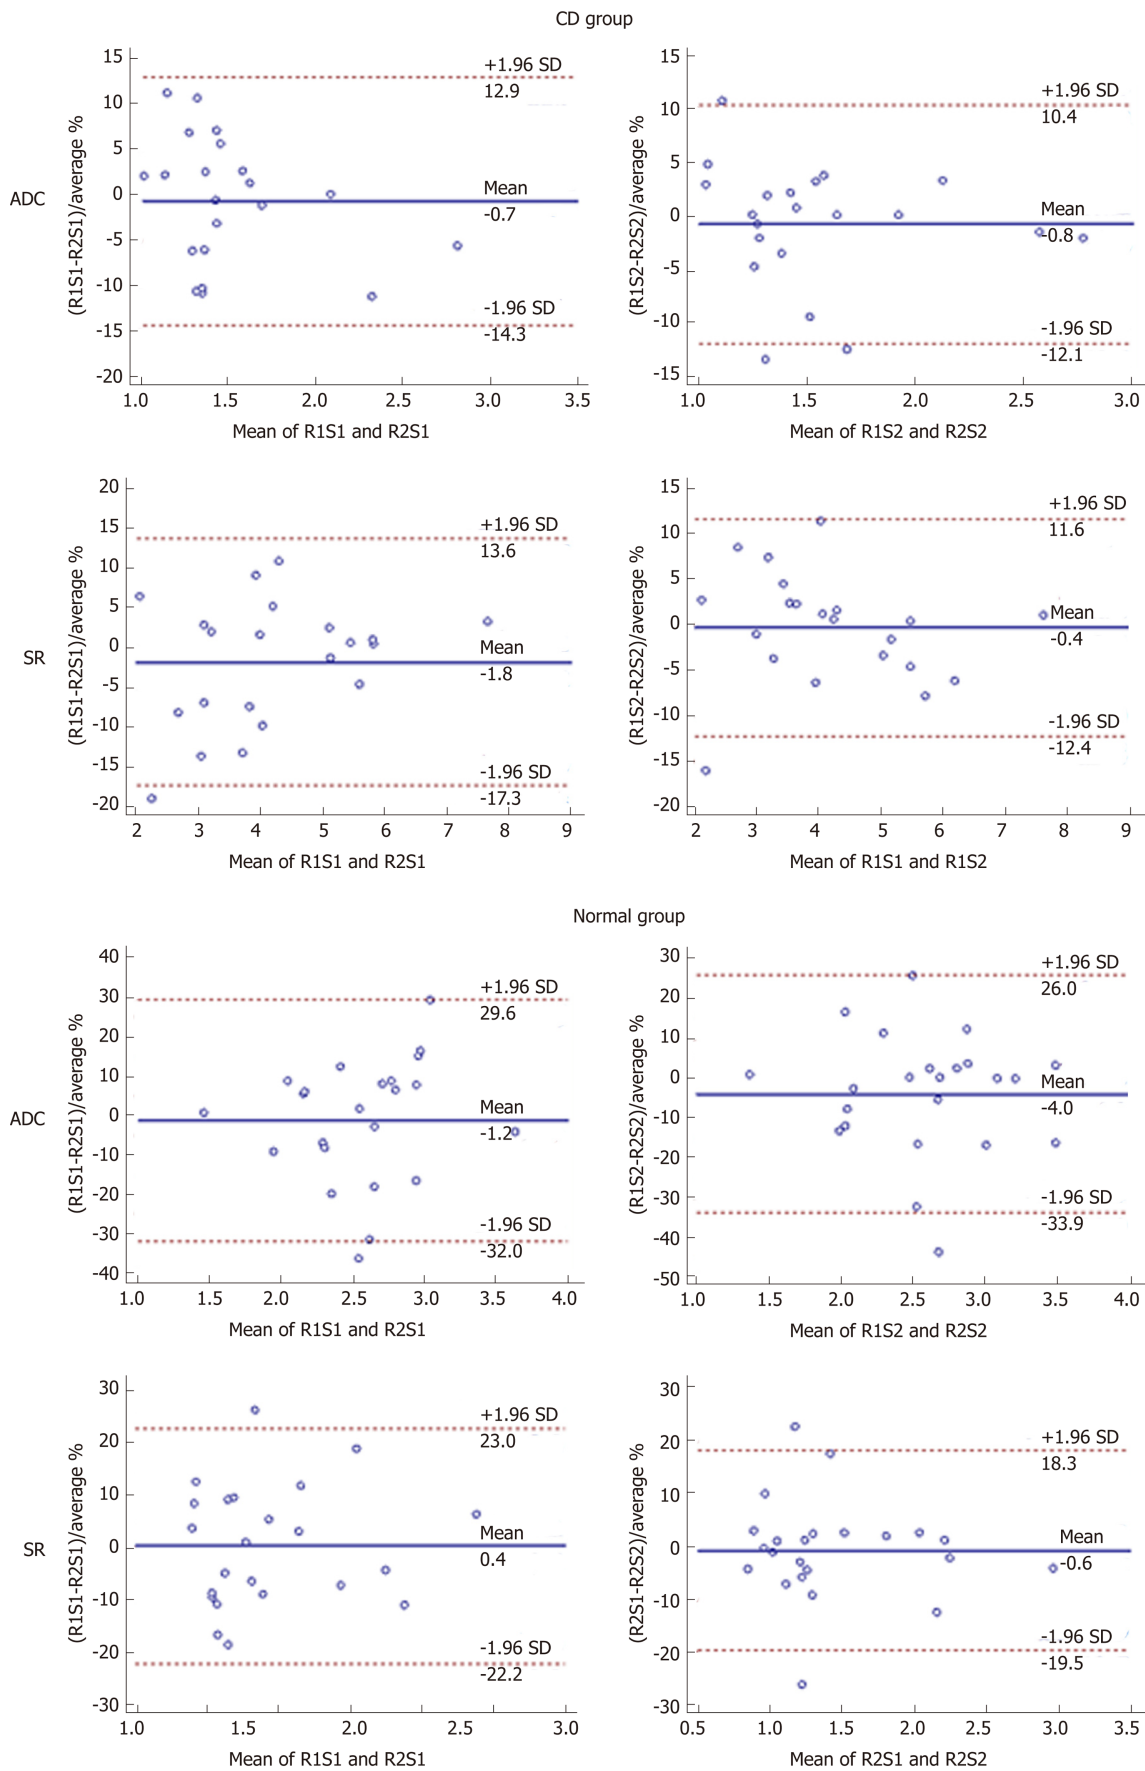 CD group
15
10
5
0
-5
-10
-15
-20
ADC
(R1S1-R2S1)/average %
+1.96 SD
12.9
Mean
-0.7
-1.96 SD
-14.3
1.0 1.5 2.0 2.5 3.0 3.5
Mean of R1S1 and R2S1
15
10
5
0
-5
-10
-15
(R1S2-R2S2)/average %
+1.96 SD
10.4
Mean
-0.8
-1.96 SD
-12.1
1.0 1.5 2.0 2.5 3.0
Mean of R1S2 and R2S2
20
15
10
5
0
-5
-10
-15
-20
SR
(R1S1-R2S1)/average %
+1.96 SD
13.6
Mean
-1.8
-1.96 SD
-17.3
2 3 4 5 6 7 8 9
Mean of R1S1 and R2S1
15
10
5
0
-5
-10
-15
-20
(R1S2-R2S2)/average %
+1.96 SD
11.6
Mean
-0.4
-1.96 SD
-12.4
2 3 4 5 6 7 8 9
Mean of R1S1 and R1S2
Normal group
40
30
20
10
0
-10
-20
-30
-40
ADC
(R1S1-R2S1)/average %
+1.96 SD
29.6
Mean
-1.2
-1.96 SD
-32.0
1.0 1.5 2.0 2.5 3.0 3.5 4.0
Mean of R1S1 and R2S1
30
20
10
0
-10
-20
-30
-40
-50
(R1S2-R2S2)/average %
+1.96 SD
26.0
Mean
-4.0
-1.96 SD
-33.9
1.0 1.5 2.0 2.5 3.0 3.5 4.0
Mean of R1S2 and R2S2
30
20
10
0
-10
-20
-30
SR
(R1S1-R2S1)/average %
+1.96 SD
23.0
Mean
0.4
-1.96 SD
-22.2
1.0 1.5 2.0 2.5 3.0
Mean of R1S1 and R2S1
30
20
10
0
-10
-20
-30
(R2S1-R2S2)/average %
+1.96 SD
18.3
Mean
-0.6
-1.96 SD
-19.5
0.5 1.0 1.5 2.0 2.5 3.0 3.5
Mean of R2S1 and R2S2